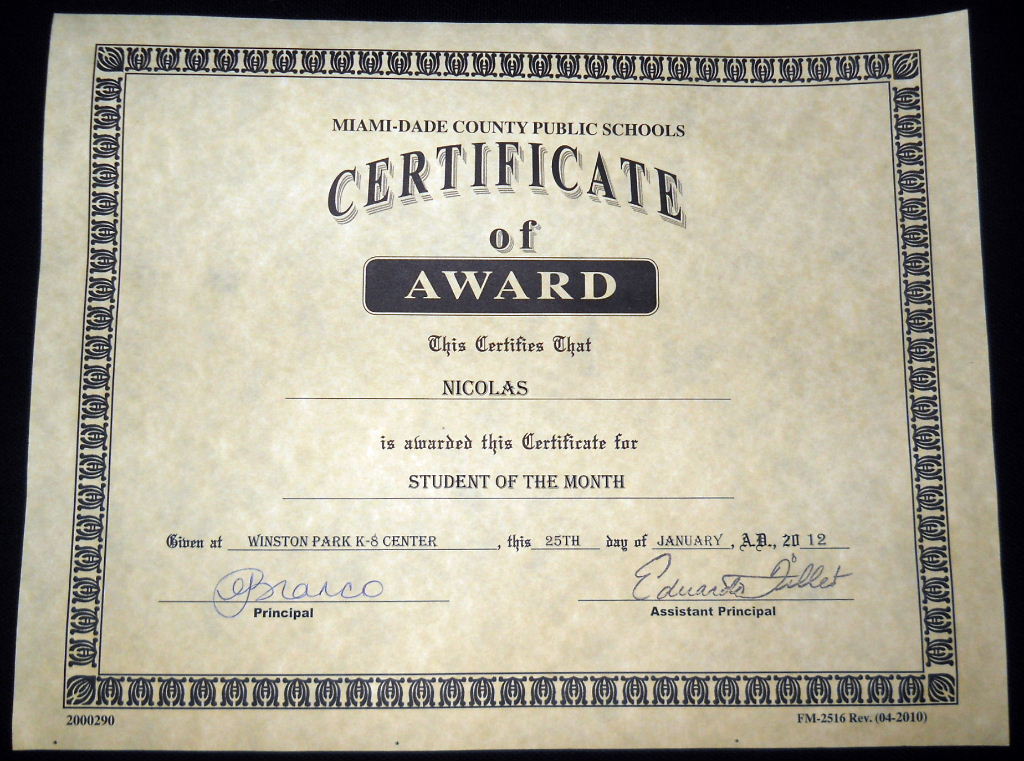 MIAMI-DADE COUNTY PUBLIC SCHOOLS
CERTIFICATE
of
AWARD
This Certifies That
NICOLAS
is awarded this Certificate for
STUDENT OF THE MONTH
Given at WINSTON PARK K-8 CENTER, this 25TH day of JANUARY, A.D., 2012
Branco Eduardo
Principal Assistant Principal
2000290 FM-2516 Rev. (04-2010)